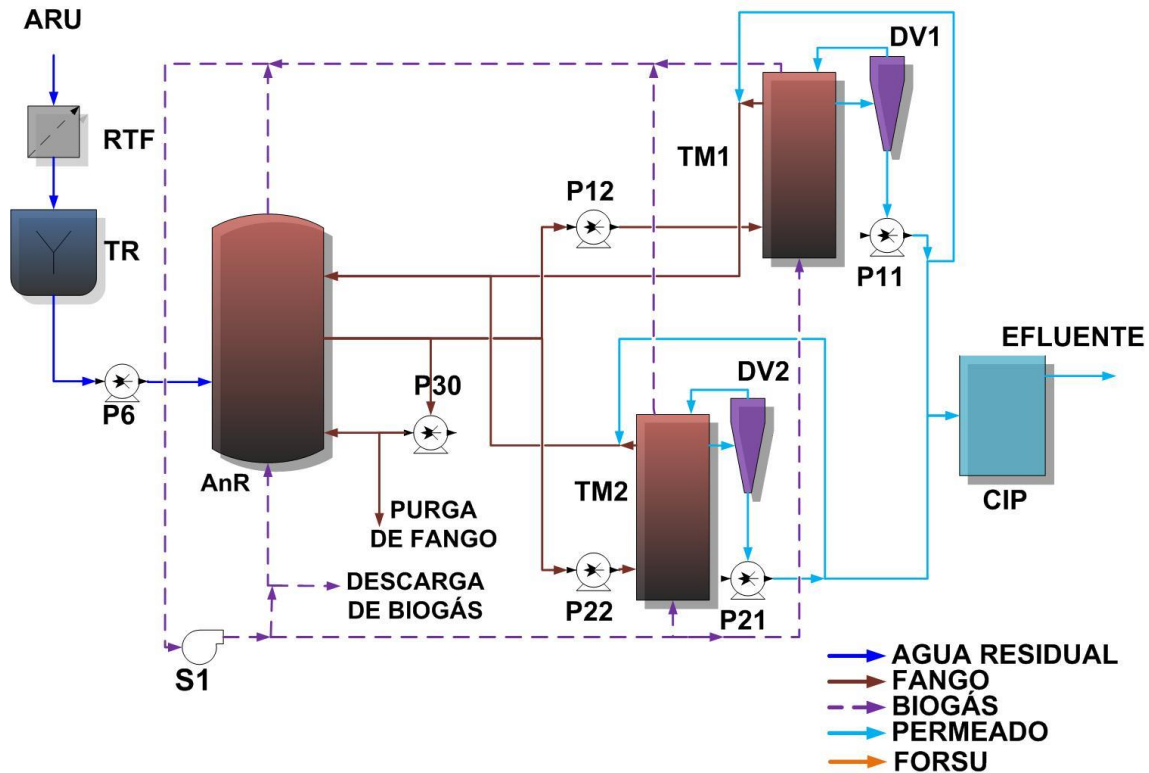 ARU
DV1
RTF
TM1
P12
TR
P11
EFLUENTE
P30
DV2
P6
AnR
TM2
CIP
PURGA
DE FANGO
DESCARGA
DE BIOGÁS
P22
P21
S1
AGUA RESIDUAL
FANGO
BIOGÁS
PERMEADO
FORSU